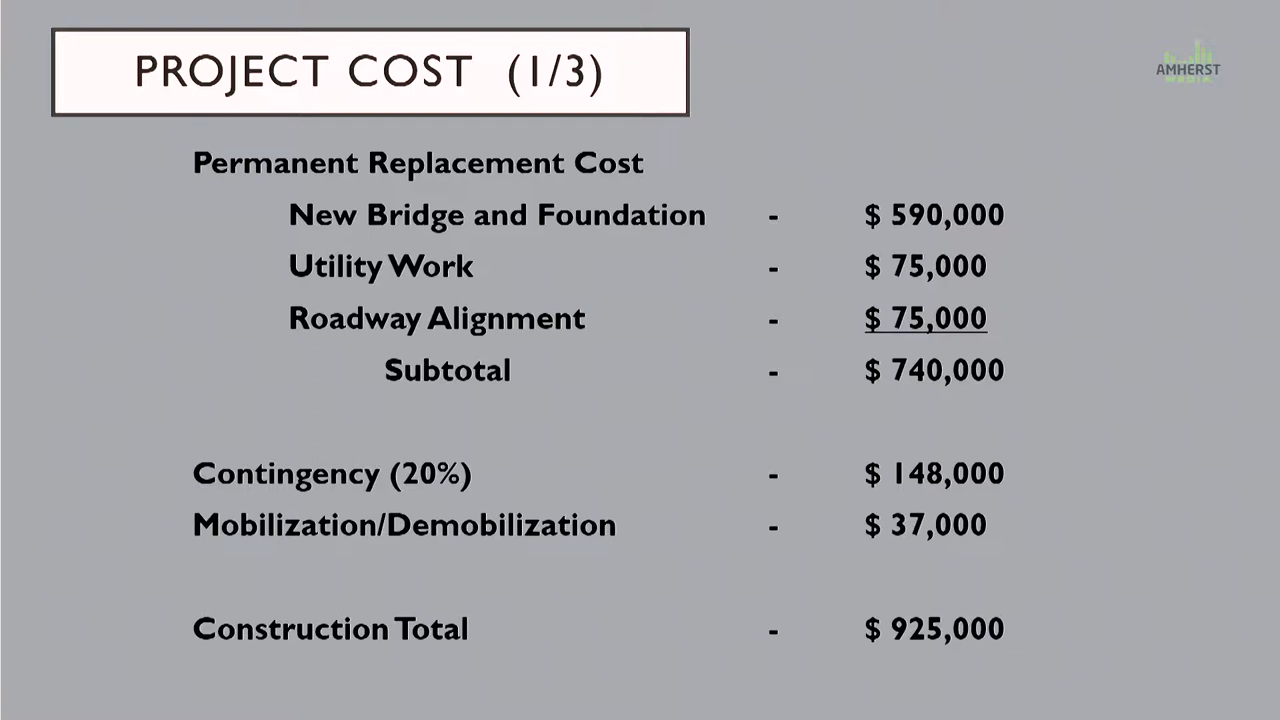 PROJECT COST (1/3)
AMHERST
MEDIA
Permanent Replacement Cost
New Bridge and Foundation - $ 590,000
Utility Work - $ 75,000
Roadway Alignment - $ 75,000
Subtotal - $ 740,000
Contingency (20%) - $ 148,000
Mobilization/Demobilization - $ 37,000
Construction Total - $ 925,000